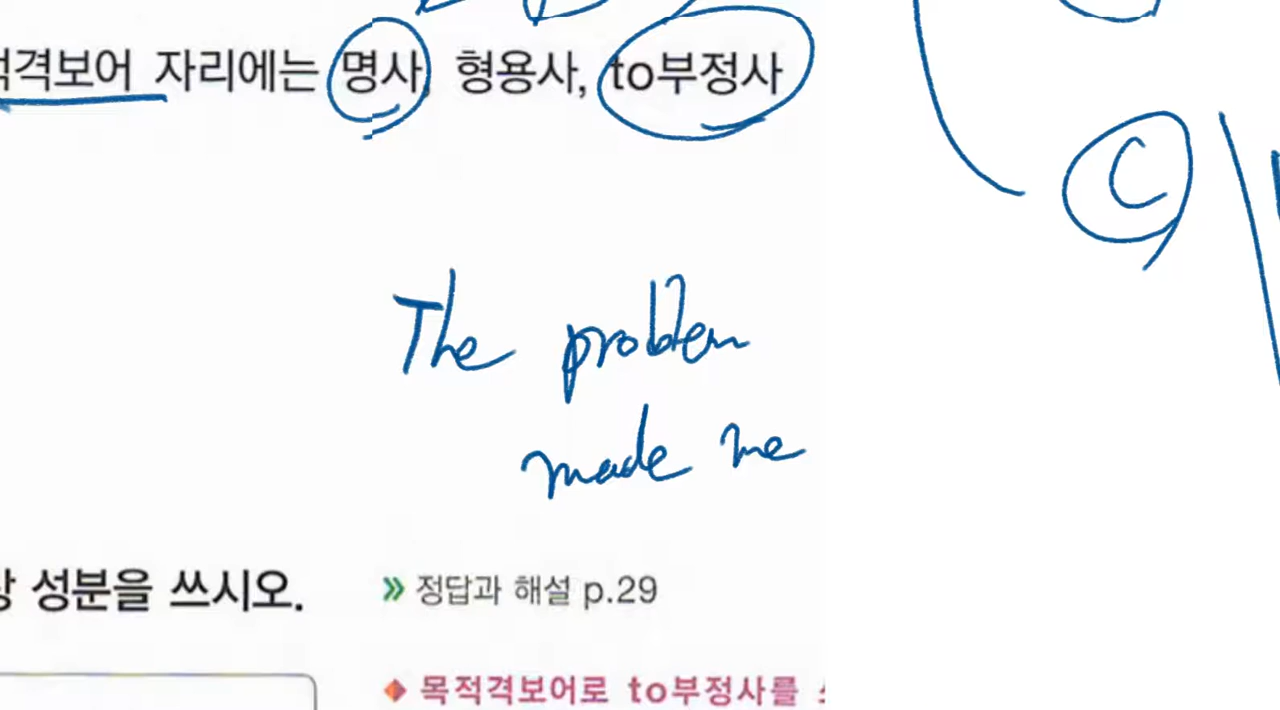 적격보어 자리에는 명사, 형용사, to부정사
C
The problem
made me
성분을 쓰시오.
» 정답과 해설 p.29
◆ 목적격보어로 to부정사를